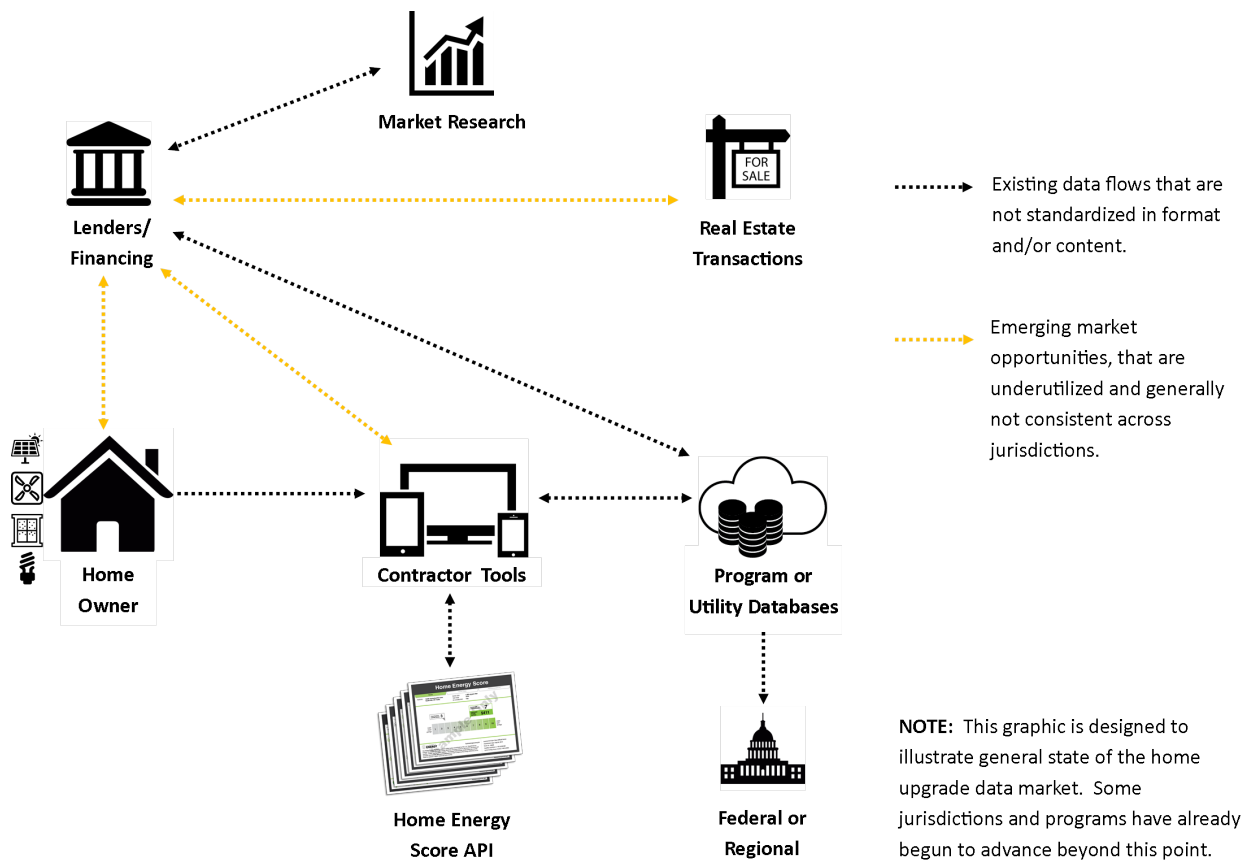 Market Research
FOR
SALE
Lenders/
Financing
Real Estate
Transactions
Existing data flows that are
not standardized in format
and/or content.
Emerging market
opportunities, that are
underutilized and generally
not consistent across
jurisdictions.
Home
Owner
Contractor Tools
Program or
Utility Databases
Home Energy Score
Home Energy
Score API
Federal or
Regional
NOTE: This graphic is designed to
illustrate general state of the home
upgrade data market. Some
jurisdictions and programs have already
begun to advance beyond this point.